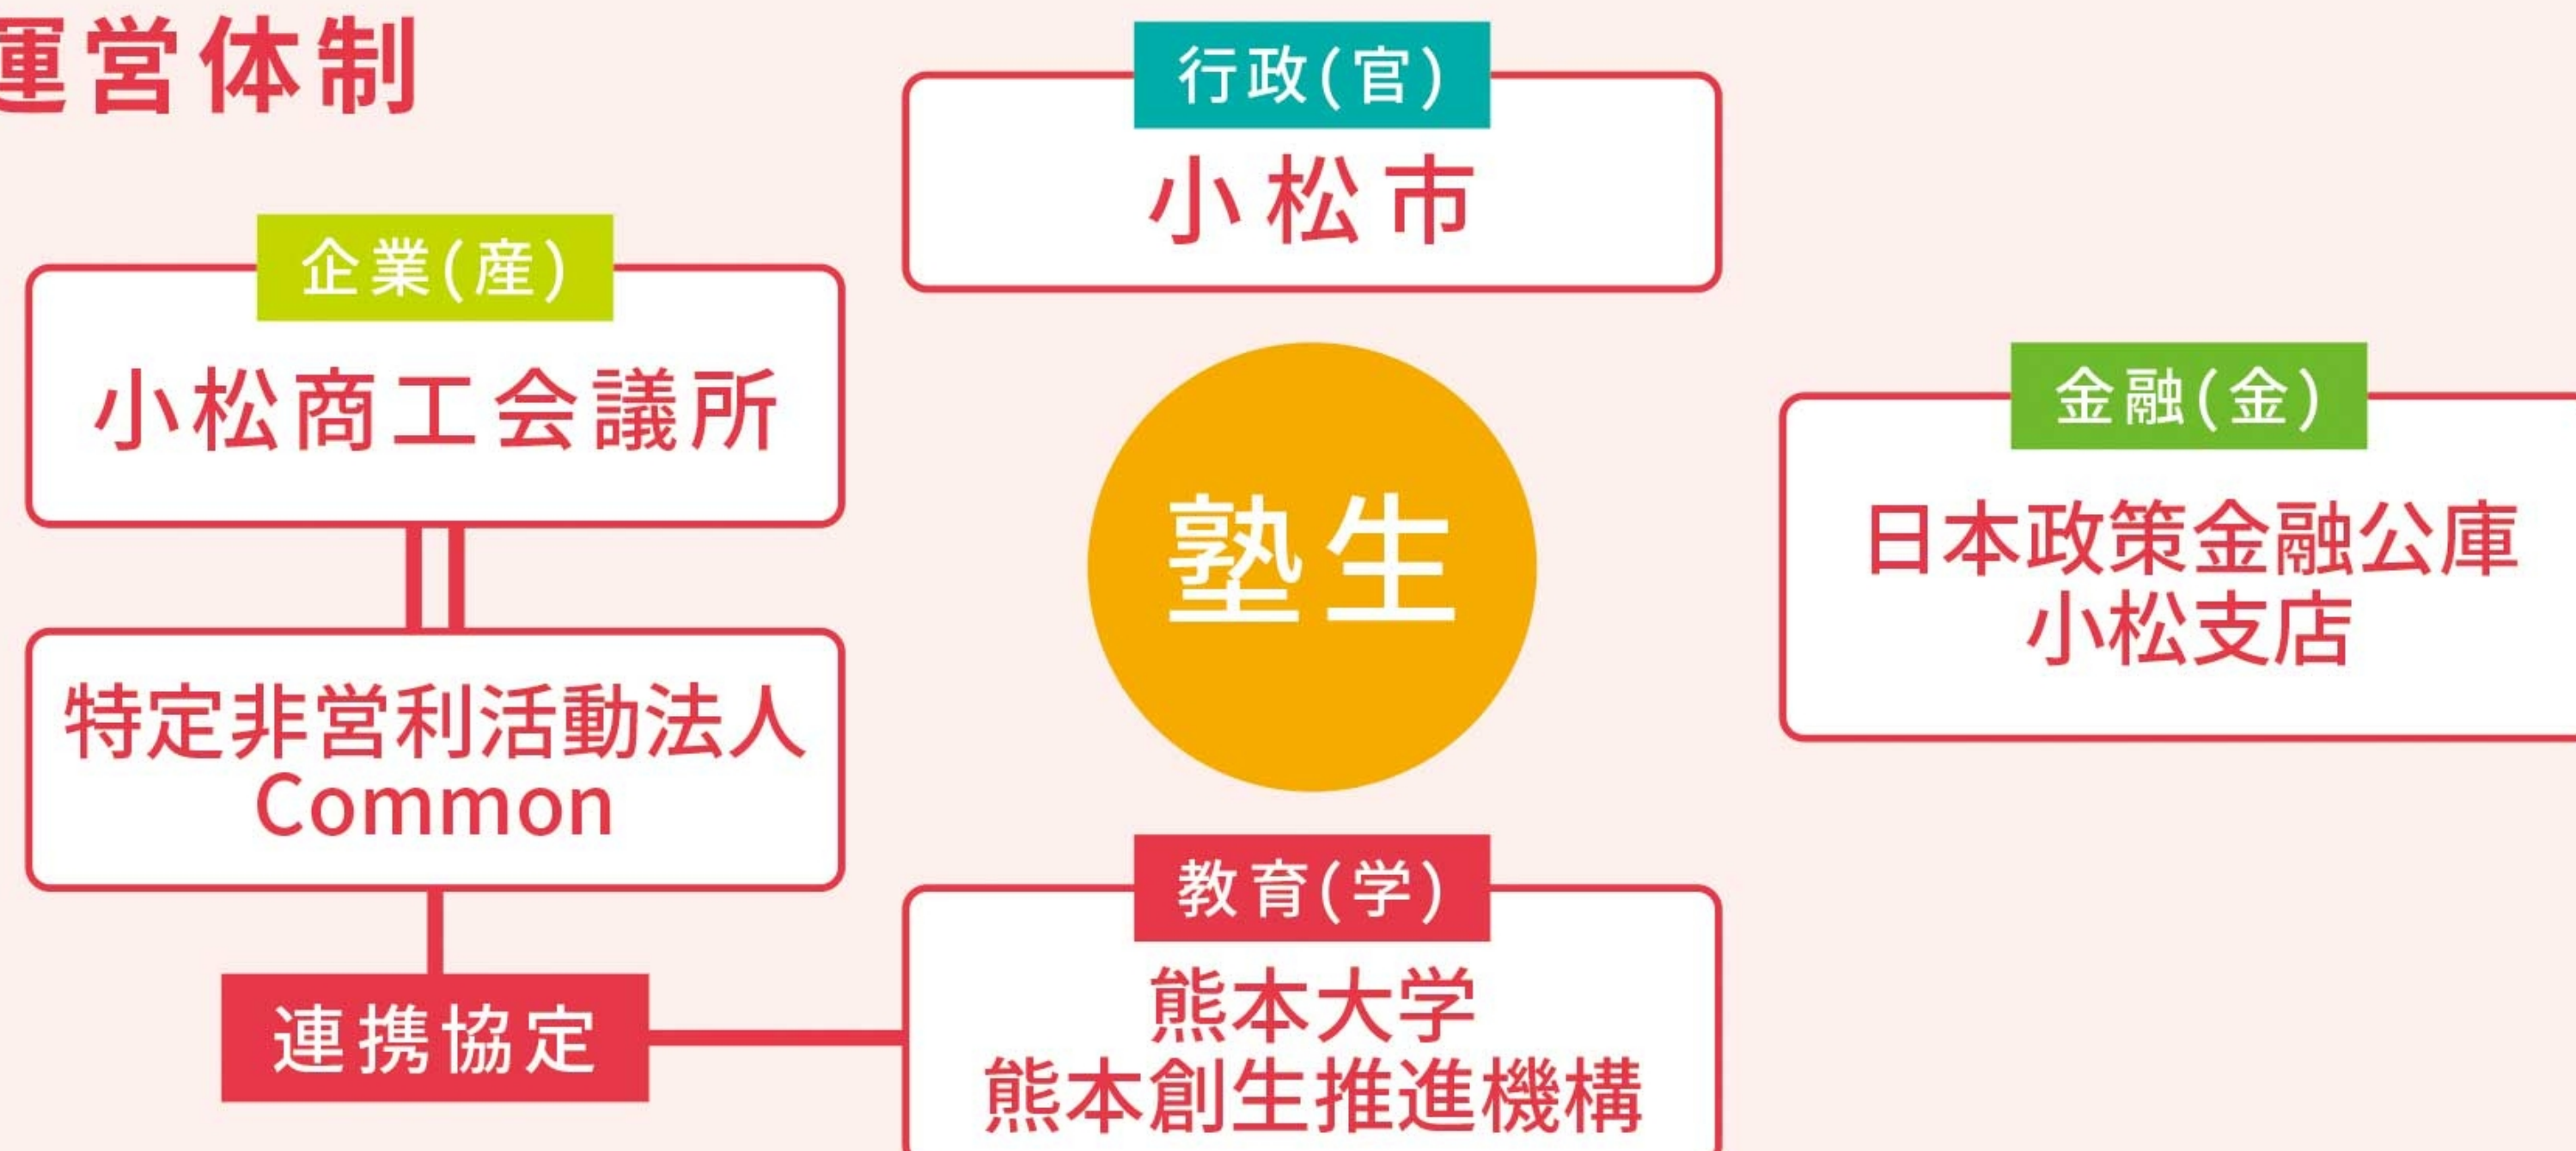 運営体制
行政(官)
小松市
企業(産)
小松商工会議所
特定非営利活動法人
Common
連携協定
塾生
金融(金)
日本政策金融公庫
小松支店
教育(学)
熊本大学
熊本創生推進機構